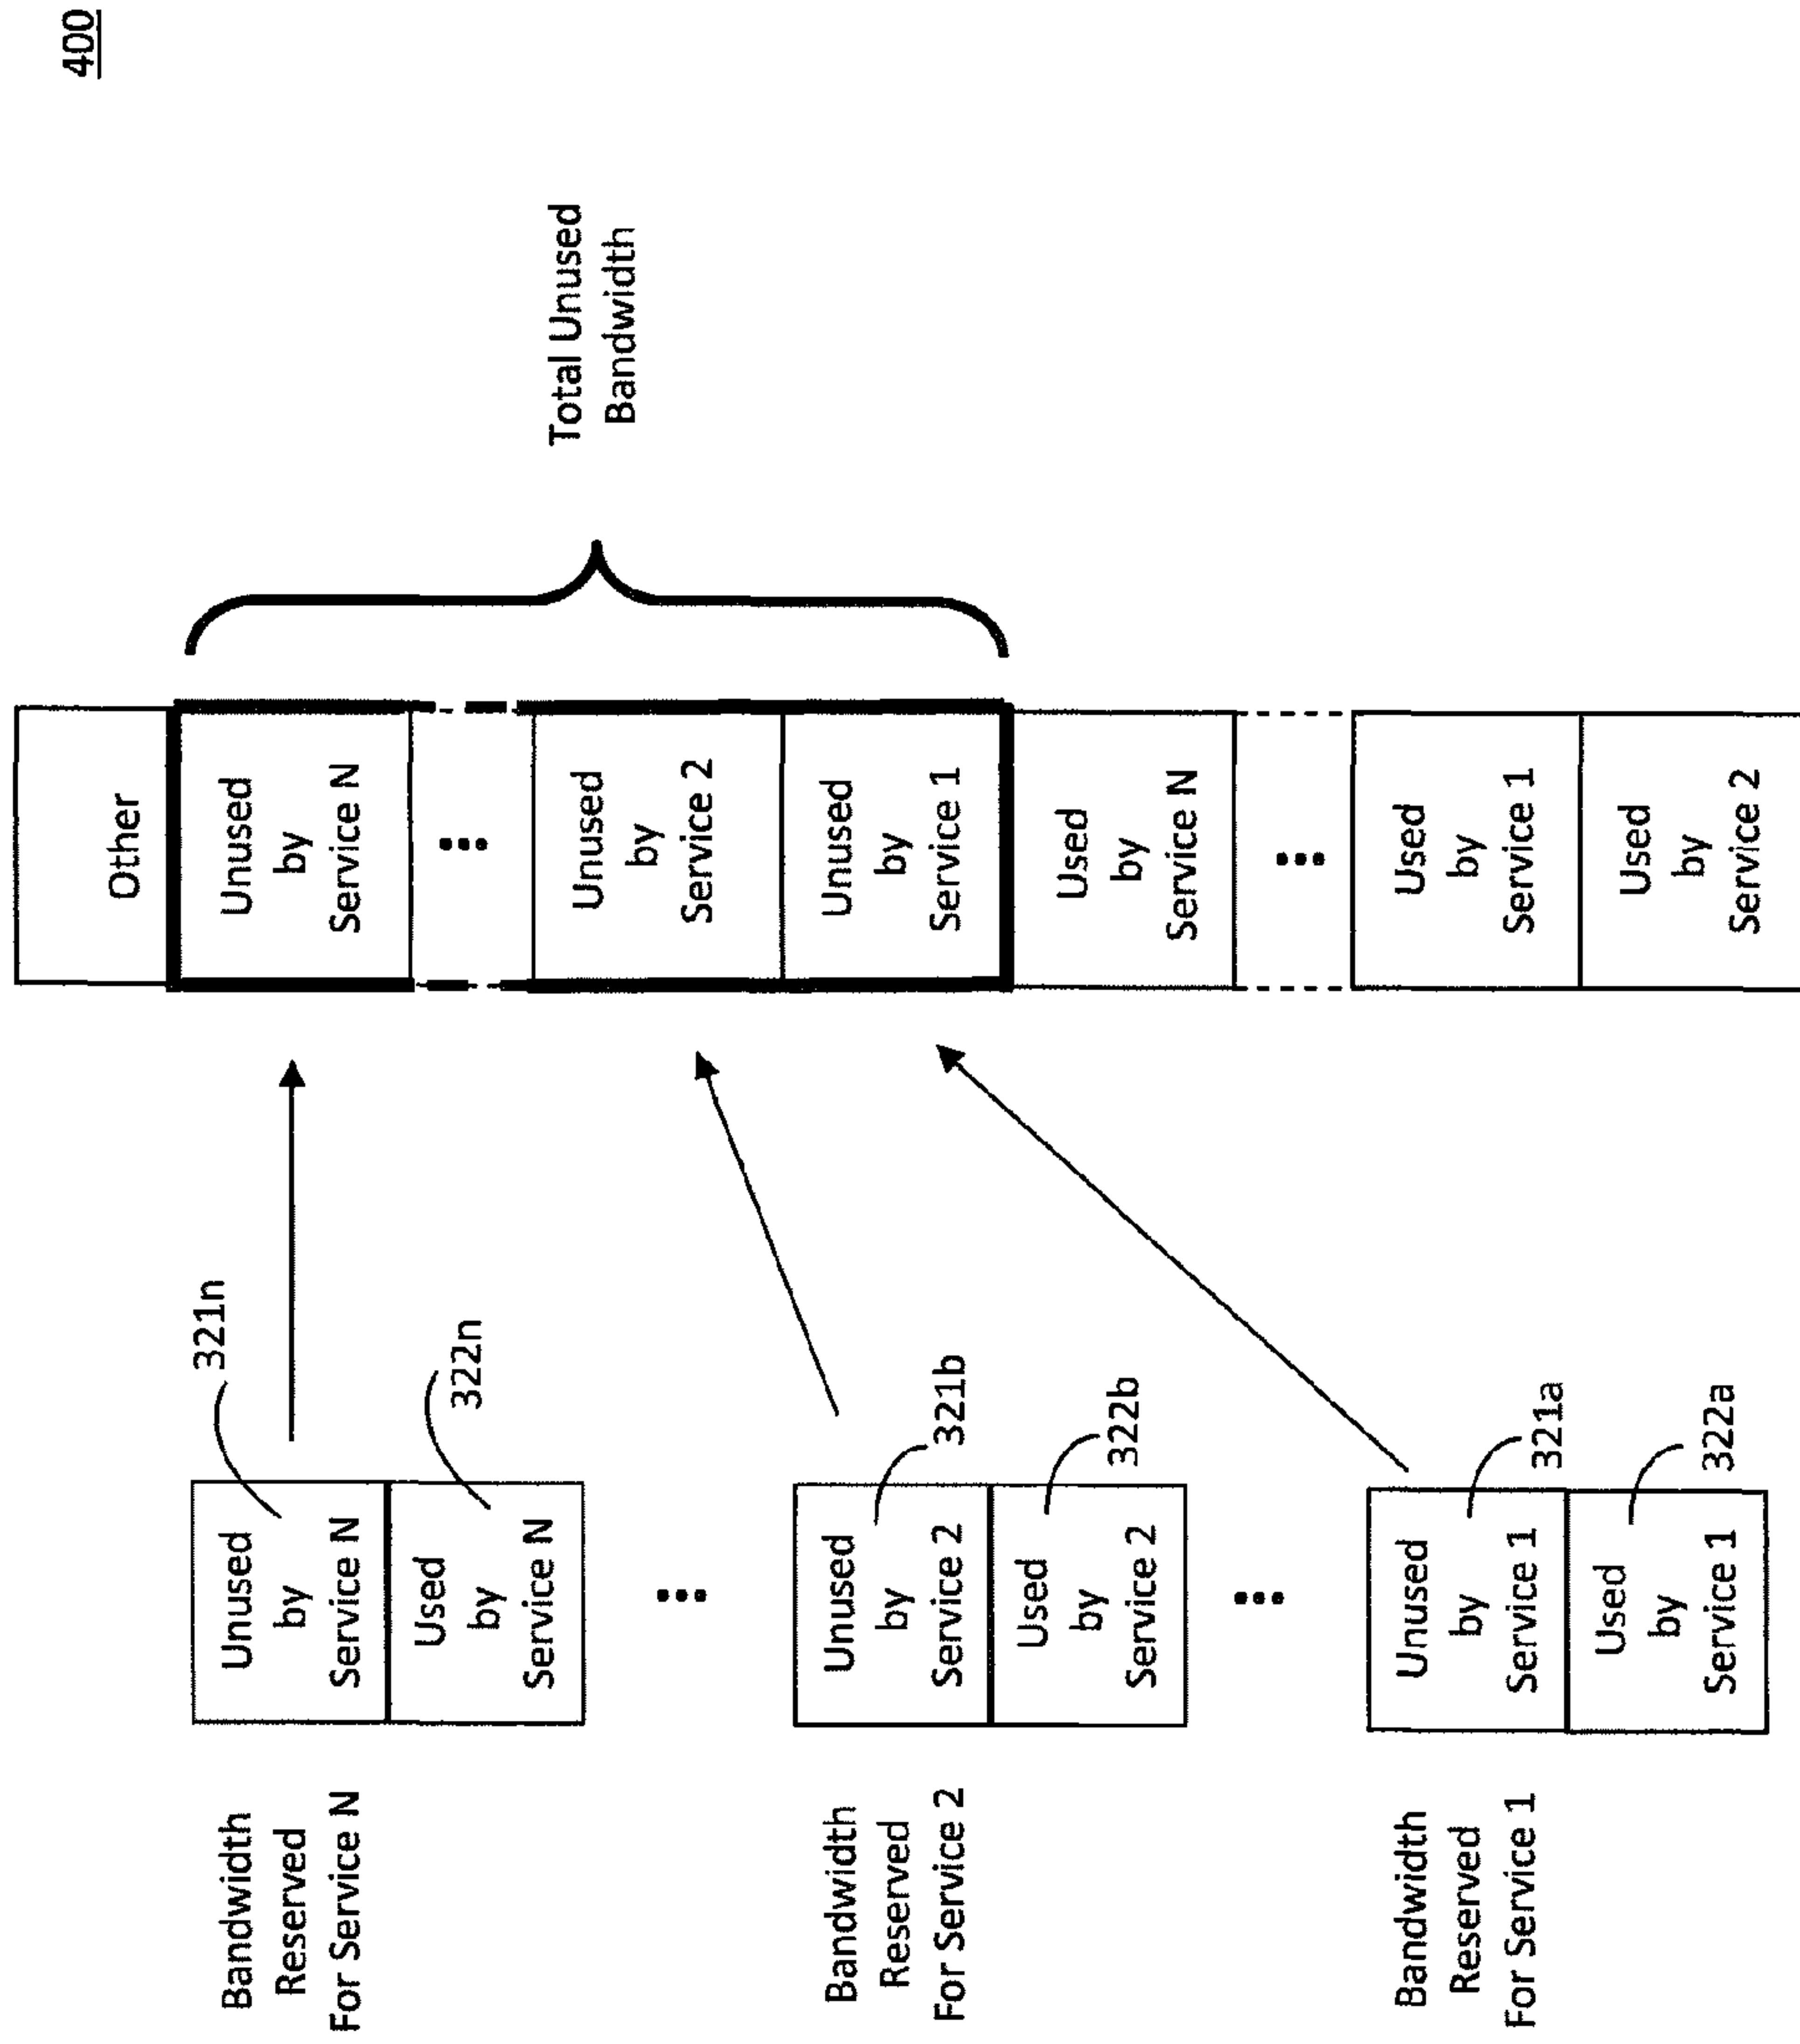 400
Bandwidth
Reserved
For Service N
Unused
by
Service N
321n
Used
by
Service N
322n
...
Bandwidth
Reserved
For Service 2
Unused
by
Service 2
321b
Used
by
Service 2
322b
...
Bandwidth
Reserved
For Service 1
Unused
by
Service 1
321a
Used
by
Service 1
322a
Other
Unused
by
Service N
...
Unused
by
Service 2
Unused
by
Service 1
Used
by
Service N
...
Used
by
Service 1
Used
by
Service 2
Total Unused
Bandwidth